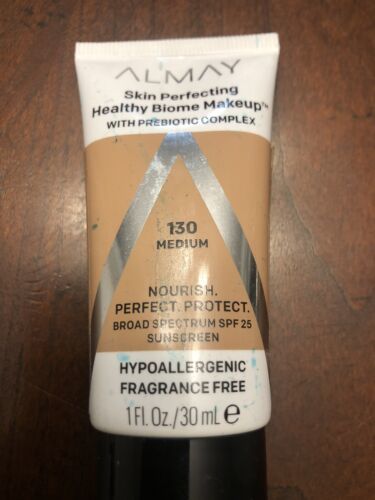 ALMAY
Skin Perfecting
Healthy Biome Makeup™
WITH PREBIOTIC COMPLEX
130
MEDIUM
NOURISH.
PERFECT. PROTECT.
BROAD SPECTRUM SPF 25
SUNSCREEN
HYPOALLERGENIC
FRAGRANCE FREE
1 Fl. Oz./30 mL ℮